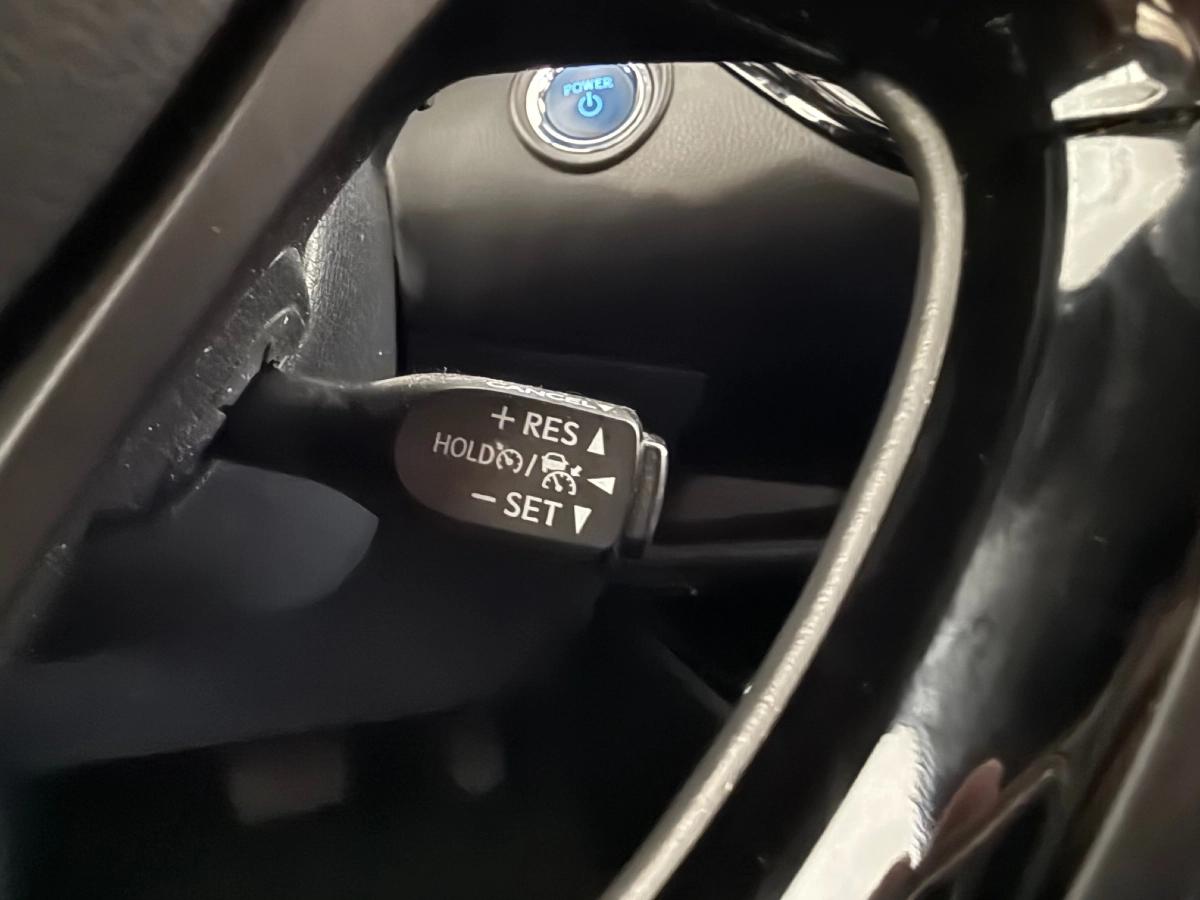 POWER
CANCEL
+ RES
HOLD /
– SET